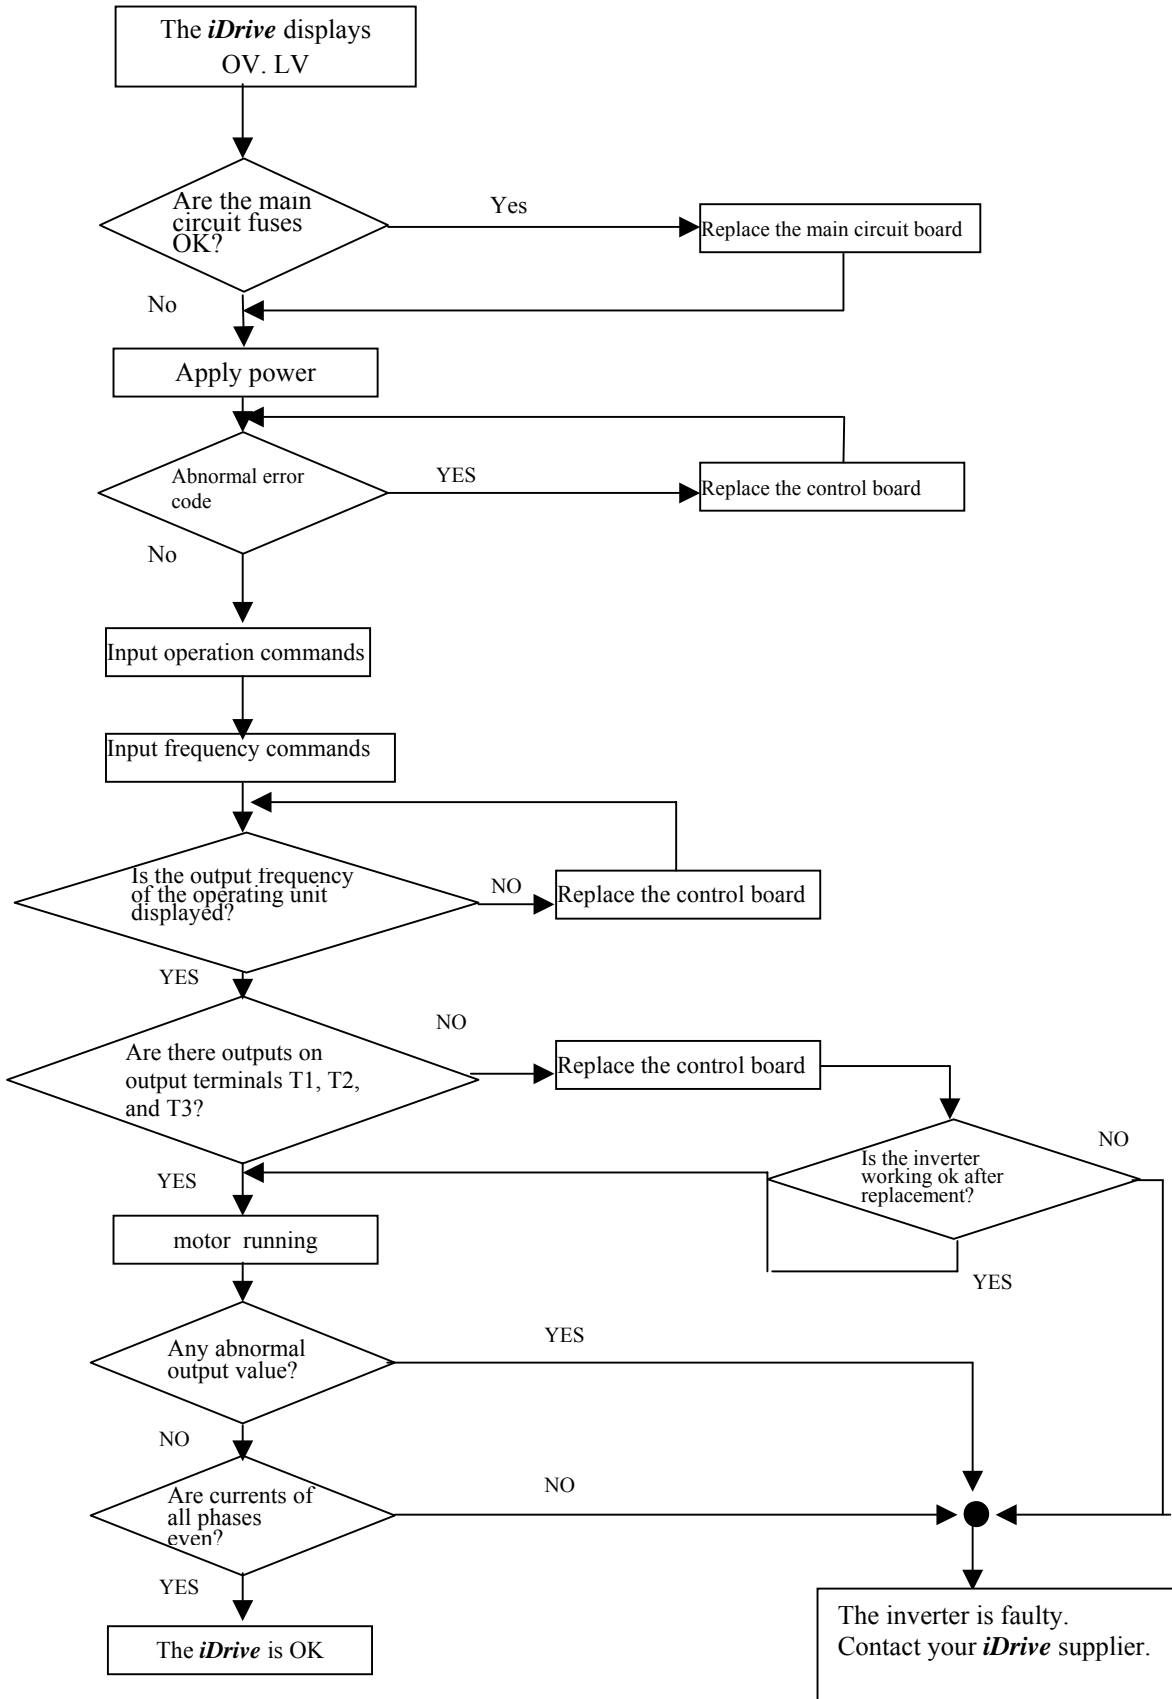 The iDrive displays
OV. LV
Are the main
circuit fuses
OK?
Yes
Replace the main circuit board
No
Apply power
Abnormal error
code
YES
Replace the control board
No
Input operation commands
Input frequency commands
Is the output frequency
of the operating unit
displayed?
NO
Replace the control board
YES
Are there outputs on
output terminals T1, T2,
and T3?
NO
Replace the control board
Is the inverter
working ok after
replacement?
NO
YES
YES
motor running
Any abnormal
output value?
YES
NO
Are currents of
all phases
even?
NO
YES
The iDrive is OK
The inverter is faulty.
Contact your iDrive supplier.